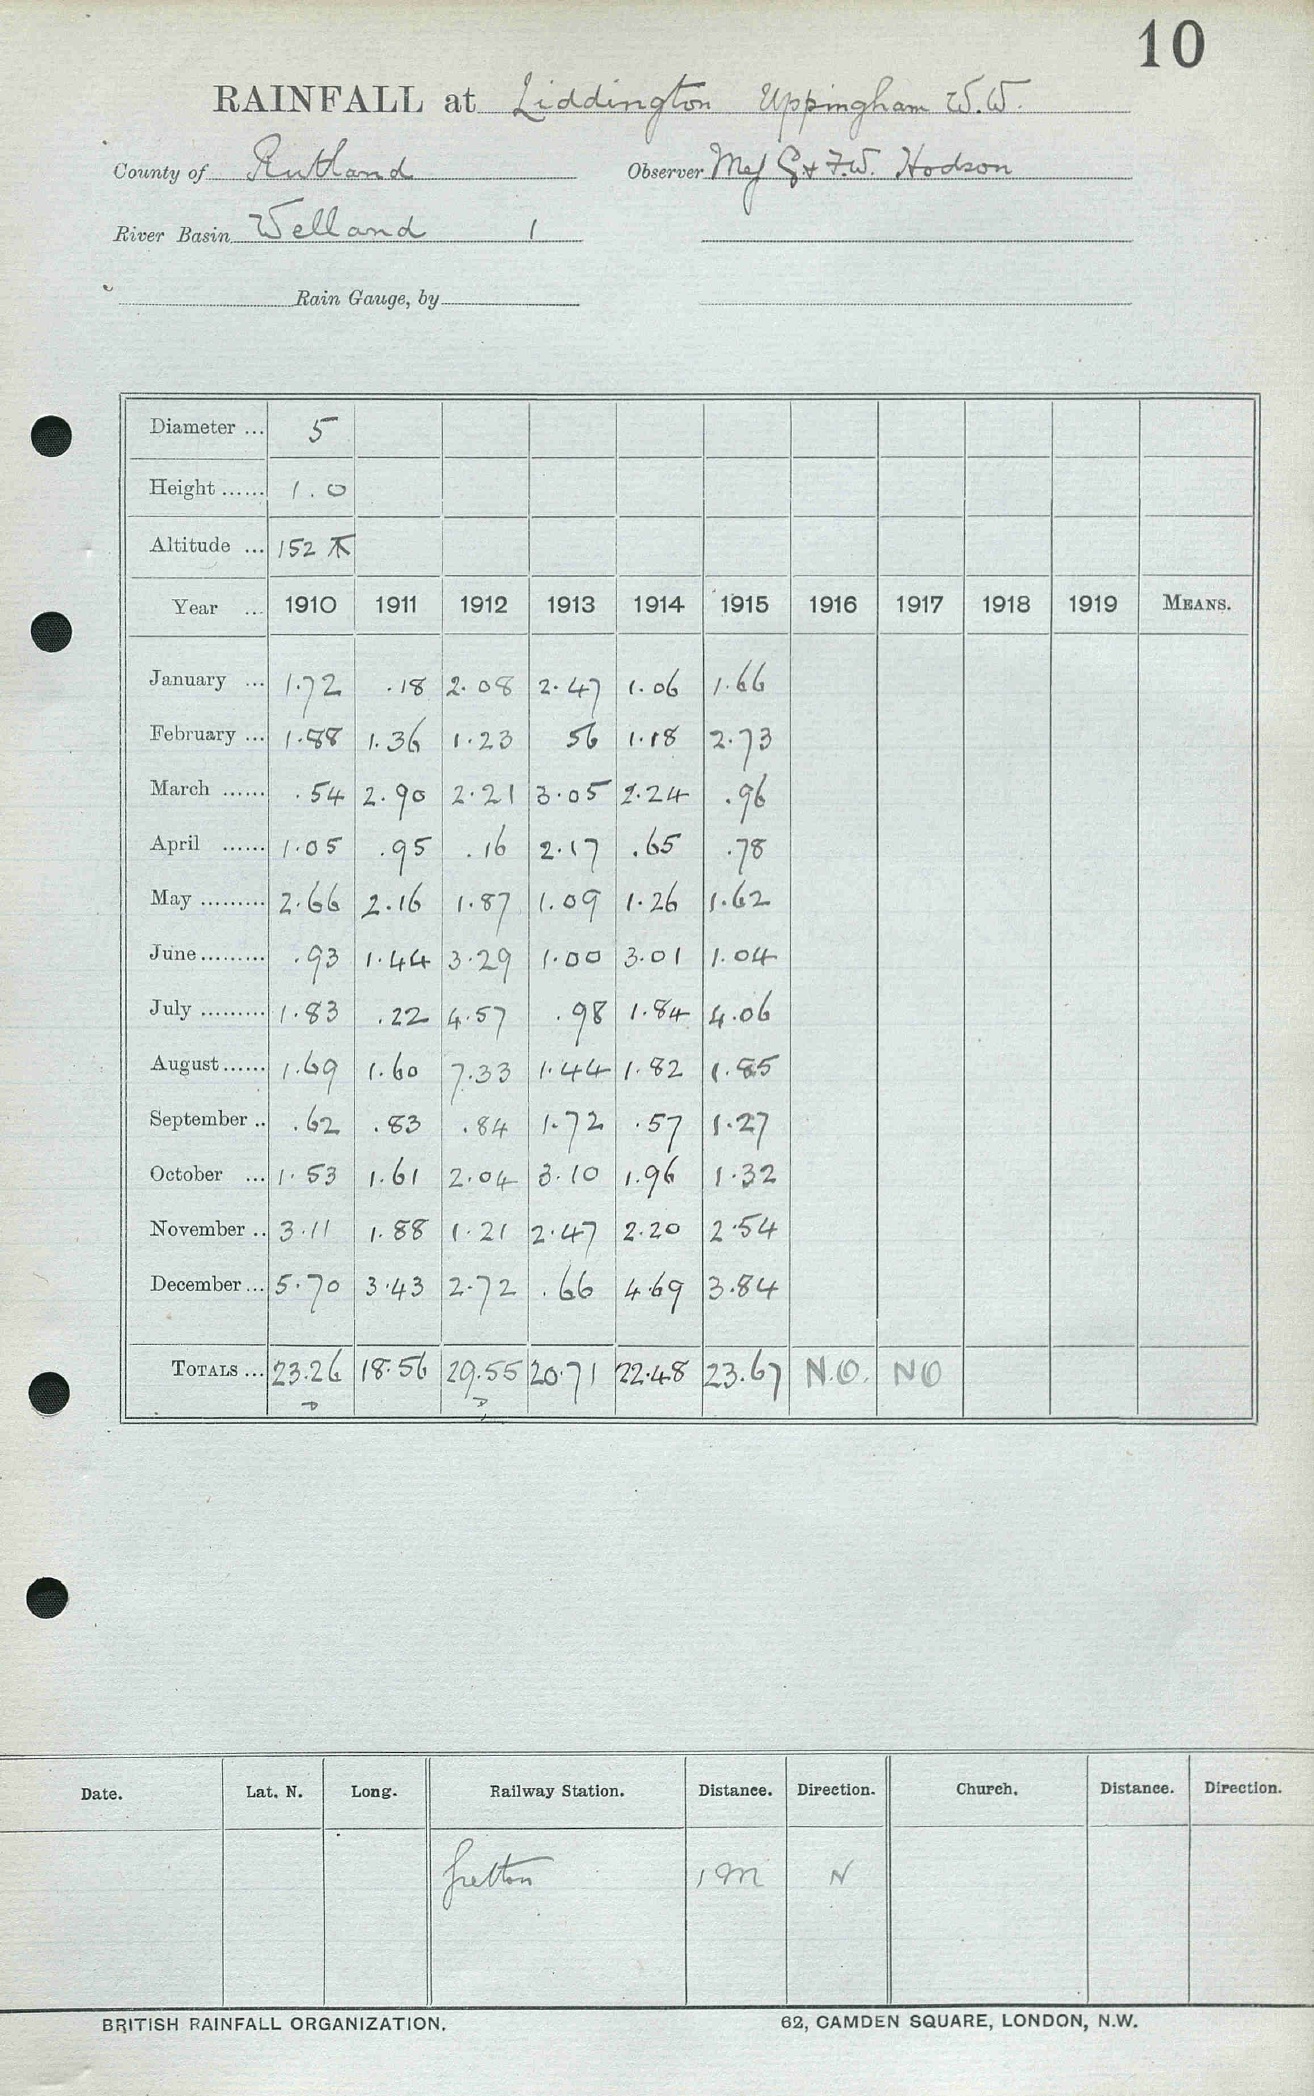 10
RAINFALL at Liddington Uppingham W.W.
County of Rutland Observer Mes G & F.W. Hodson
River Basin Welland 1
Rain Gauge, by
Diameter ... 5
Height ...... 1.0
Altitude ... 152
Year ... 1910 1911 1912 1913 1914 1915 1916 1917 1918 1919 MEANS.
January ... 1.72 .18 2.08 2.47 1.06 1.66
February ... 1.88 1.36 1.23 56 1.18 2.73
March ...... .54 2.90 2.21 3.05 2.24 .96
April ...... 1.05 .95 .16 2.17 .65 .78
May ......... 2.66 2.16 1.87 1.09 1.26 1.62
June ......... .93 1.44 3.29 1.00 3.01 1.04
July ......... 1.83 .22 4.57 .98 1.84 4.06
August ...... 1.69 1.60 7.33 1.44 1.82 1.85
September .. .62 .83 .84 1.72 .57 1.27
October ... 1.53 1.61 2.04 3.10 1.96 1.32
November .. 3.11 1.88 1.21 2.47 2.20 2.54
December ... 5.70 3.43 2.72 .66 4.69 3.84
TOTALS ... 23.26 18.56 29.55 20.71 22.48 23.67 N.O. NO
Date. Lat. N. Long. Railway Station. Distance. Direction. Church. Distance. Direction.
Gretton 1 m N
BRITISH RAINFALL ORGANIZATION. 62, CAMDEN SQUARE, LONDON, N.W.